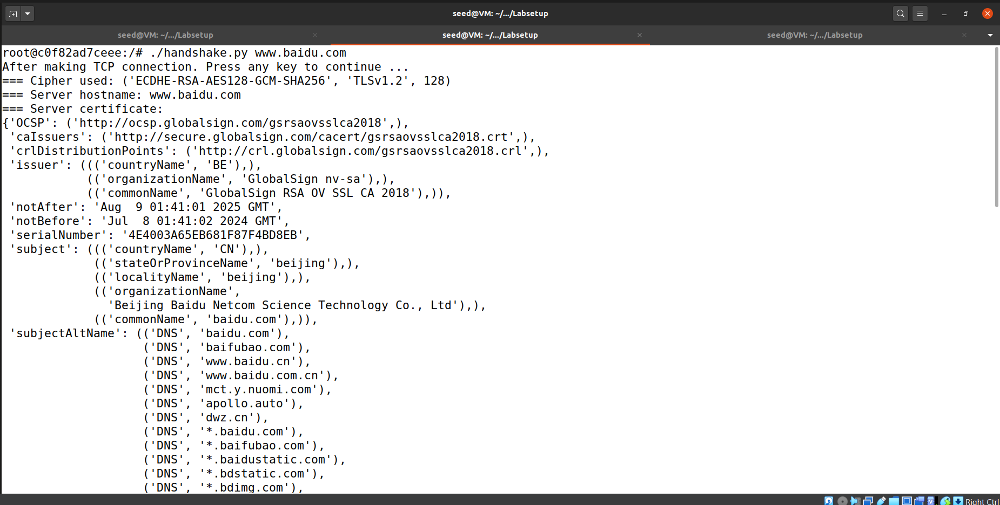 seed@VM: ~/.../Labsetup
seed@VM: ~/.../Labsetup
seed@VM: ~/.../Labsetup
seed@VM: ~/.../Labsetup
root@c0f82ad7ceee:/# ./handshake.py www.baidu.com
After making TCP connection. Press any key to continue ...
=== Cipher used: ('ECDHE-RSA-AES128-GCM-SHA256', 'TLSv1.2', 128)
=== Server hostname: www.baidu.com
=== Server certificate:
{'OCSP': ('http://ocsp.globalsign.com/gsrsaovsslca2018',),
 'caIssuers': ('http://secure.globalsign.com/cacert/gsrsaovsslca2018.crt',),
 'crlDistributionPoints': ('http://crl.globalsign.com/gsrsaovsslca2018.crl',),
 'issuer': ((('countryName', 'BE'),),
            (('organizationName', 'GlobalSign nv-sa'),),
            (('commonName', 'GlobalSign RSA OV SSL CA 2018'),)),
 'notAfter': 'Aug  9 01:41:01 2025 GMT',
 'notBefore': 'Jul  8 01:41:02 2024 GMT',
 'serialNumber': '4E4003A65EB681F87F4BD8EB',
 'subject': ((('countryName', 'CN'),),
             (('stateOrProvinceName', 'beijing'),),
             (('localityName', 'beijing'),),
             (('organizationName',
               'Beijing Baidu Netcom Science Technology Co., Ltd'),),
             (('commonName', 'baidu.com'),)),
 'subjectAltName': (('DNS', 'baidu.com'),
                    ('DNS', 'baifubao.com'),
                    ('DNS', 'www.baidu.cn'),
                    ('DNS', 'www.baidu.com.cn'),
                    ('DNS', 'mct.y.nuomi.com'),
                    ('DNS', 'apollo.auto'),
                    ('DNS', 'dwz.cn'),
                    ('DNS', '*.baidu.com'),
                    ('DNS', '*.baifubao.com'),
                    ('DNS', '*.baidustatic.com'),
                    ('DNS', '*.bdstatic.com'),
                    ('DNS', '*.bdimg.com'),
Right Ctrl